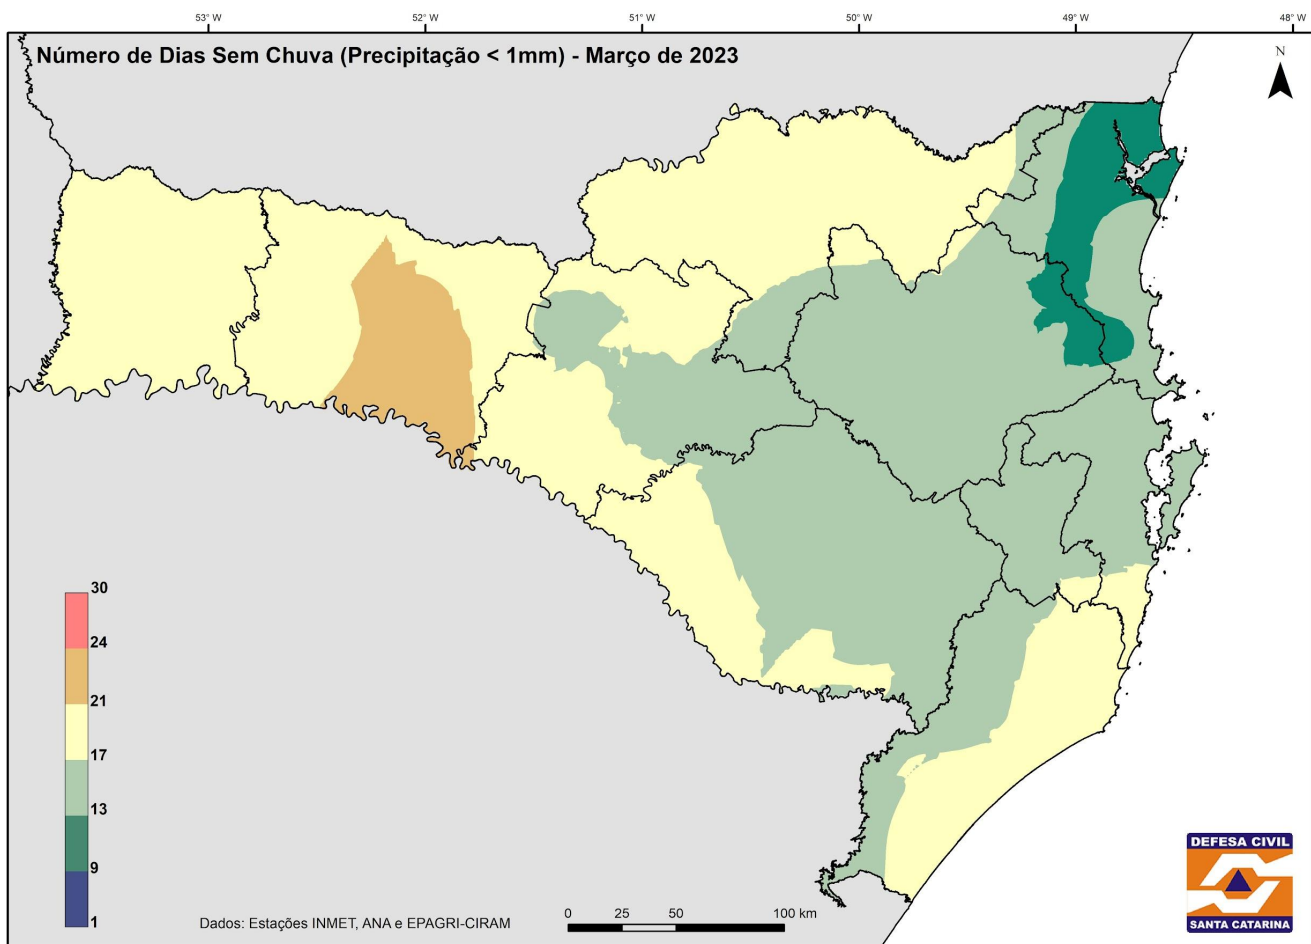 53° W 52° W 51° W 50° W 49° W 48° W
Número de Dias Sem Chuva (Precipitação < 1mm) - Março de 2023
N
30
24
21
17
13
9
1
Dados: Estações INMET, ANA e EPAGRI-CIRAM
0 25 50 100 km
DEFESA CIVIL
SANTA CATARINA